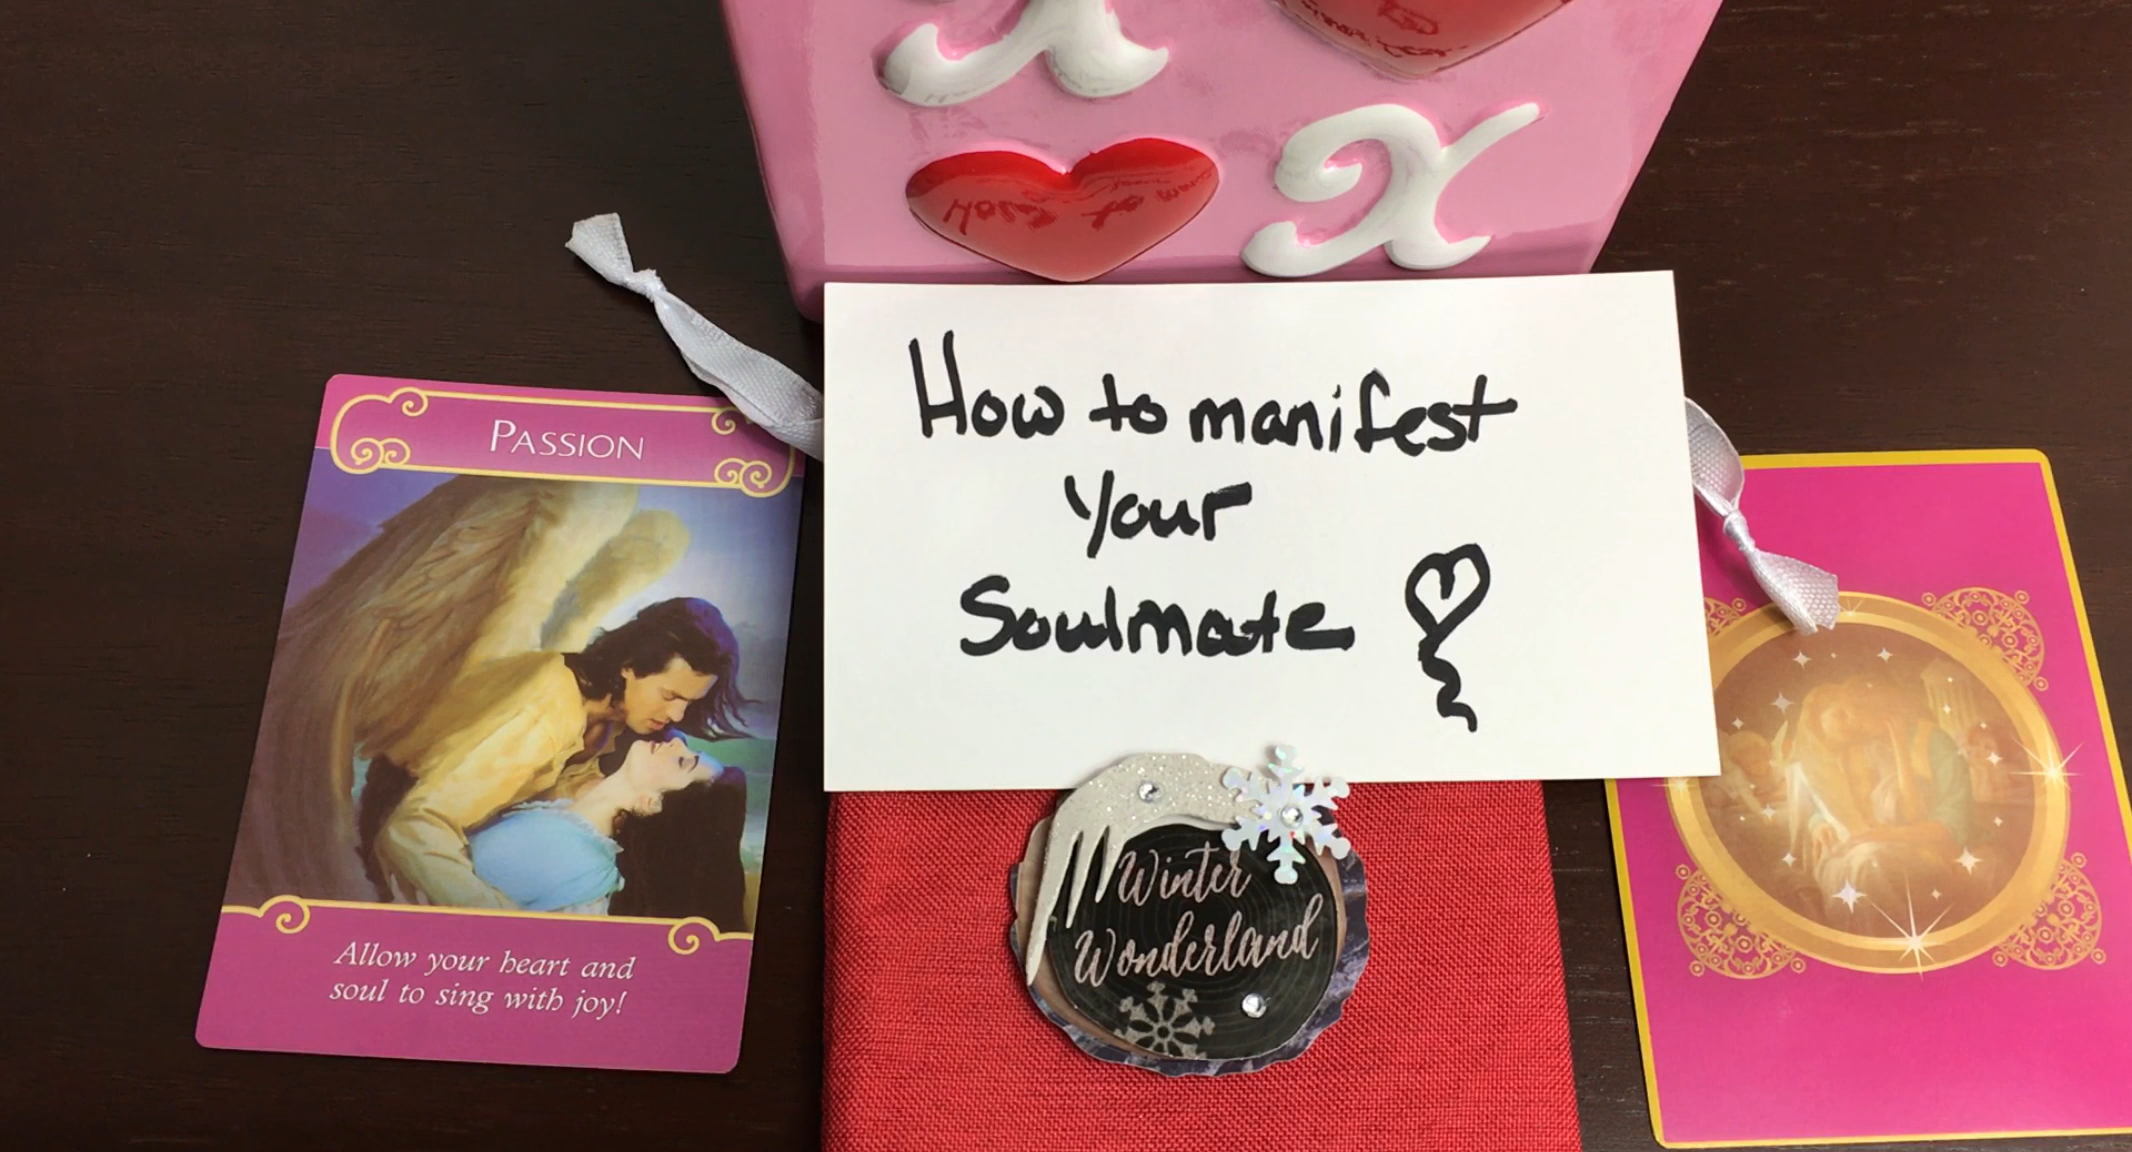 X
X
PASSION
How to manifest
Your
Soulmate
Allow your heart and
soul to sing with joy!
Winter
Wonderland